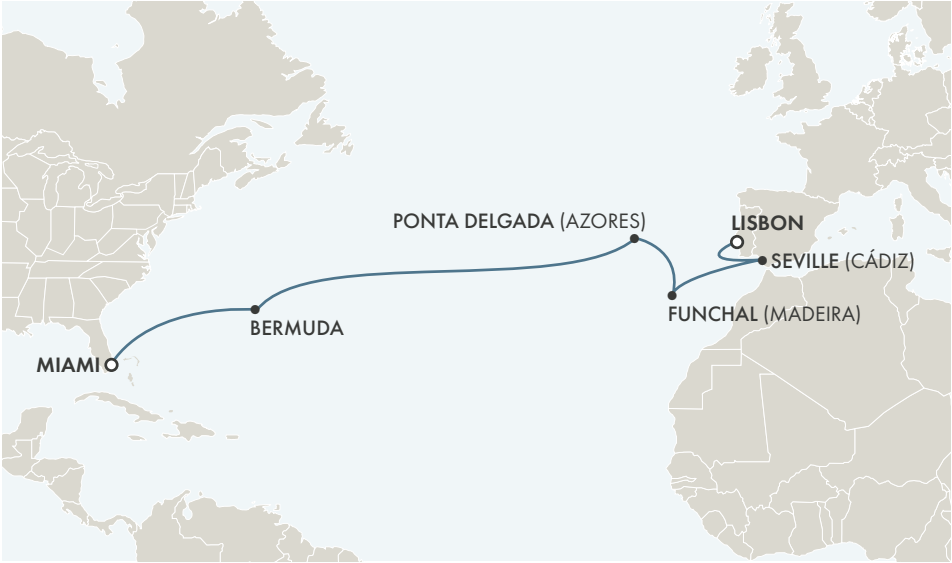 PONTA DELGADA (AZORES)
LISBON
SEVILLE (CÁDIZ)
FUNCHAL (MADEIRA)
BERMUDA
MIAMI